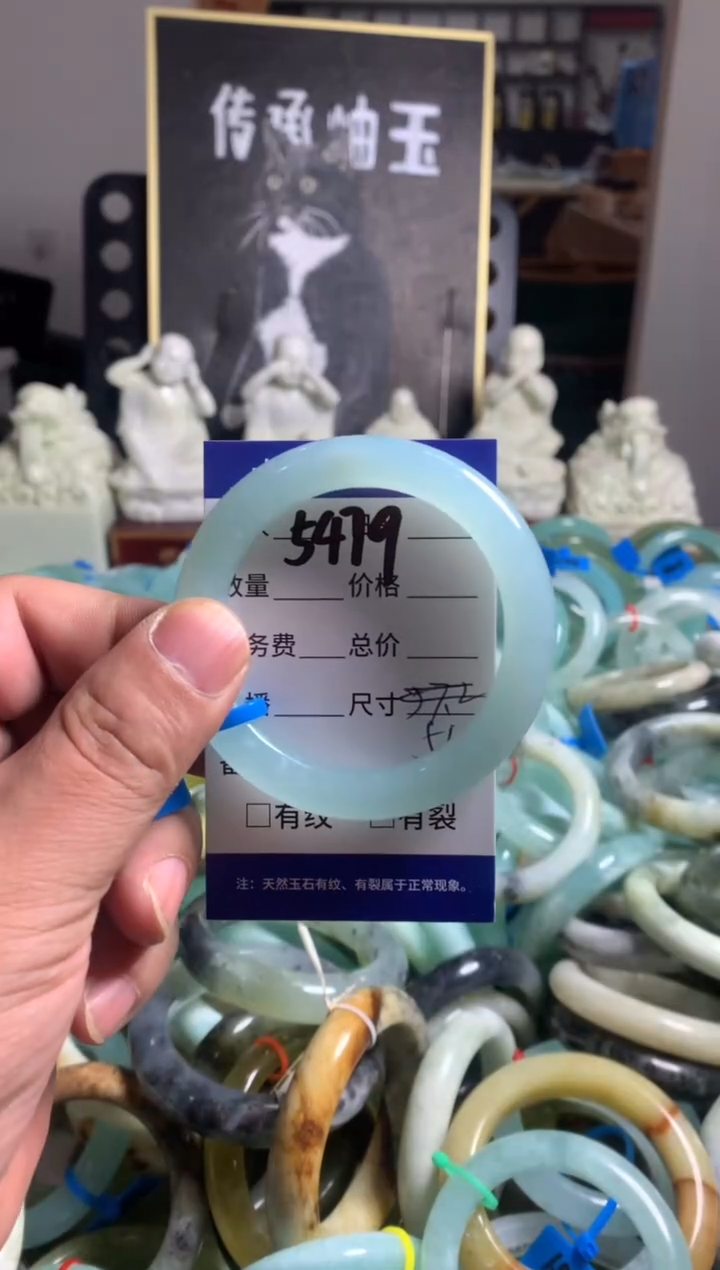 传承岫玉
5479
数量 价格
务费 总价
播 尺寸
□有纹 □有裂
注：天然玉石有纹、有裂属于正常现象。